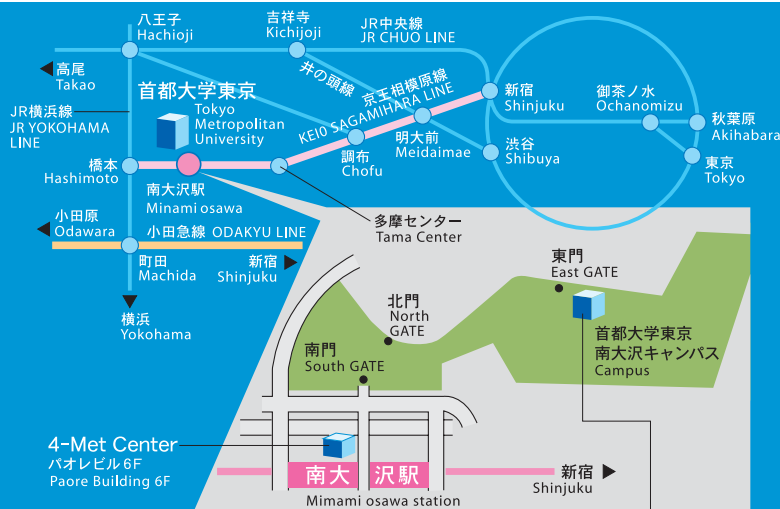 八王子
Hachioji
吉祥寺
Kichijoji
JR中央線
JR CHUO LINE
高尾
Takao
井の頭線
京王相模原線
KEIO SAGAMIHARA LINE
新宿
Shinjuku
御茶ノ水
Ochanomizu
秋葉原
Akihabara
JR横浜線
JR YOKOHAMA
LINE
首都大学東京
Tokyo
Metropolitan
University
明大前
Meidaimae
渋谷
Shibuya
東京
Tokyo
調布
Chofu
橋本
Hashimoto
南大沢駅
Minami osawa
多摩センター
Tama Center
小田原
Odawara
小田急線 ODAKYU LINE
町田
Machida
新宿
Shinjuku
横浜
Yokohama
東門
East GATE
北門
North
GATE
首都大学東京
南大沢キャンパス
Campus
南門
South GATE
4-Met Center
パオレビル 6F
Paore Building 6F
南大 沢駅
Mimami osawa station
新宿
Shinjuku